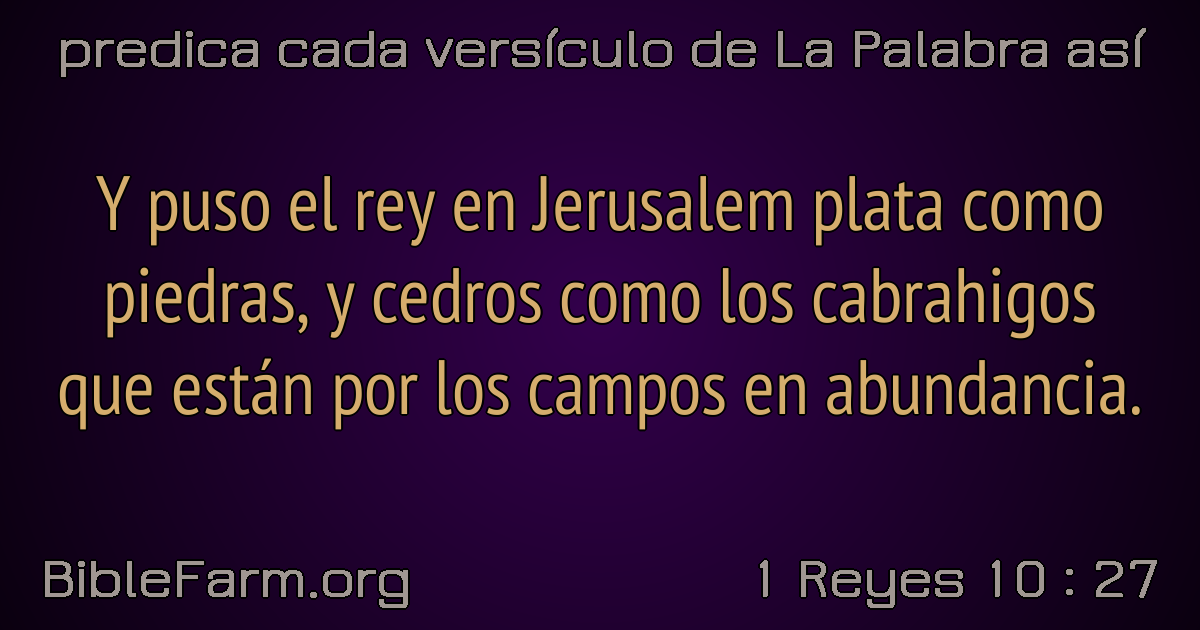 predica cada versículo de La Palabra así
Y puso el rey en Jerusalem plata como
piedras, y cedros como los cabrahigos
que están por los campos en abundancia.
BibleFarm.org
1 Reyes 10 : 27